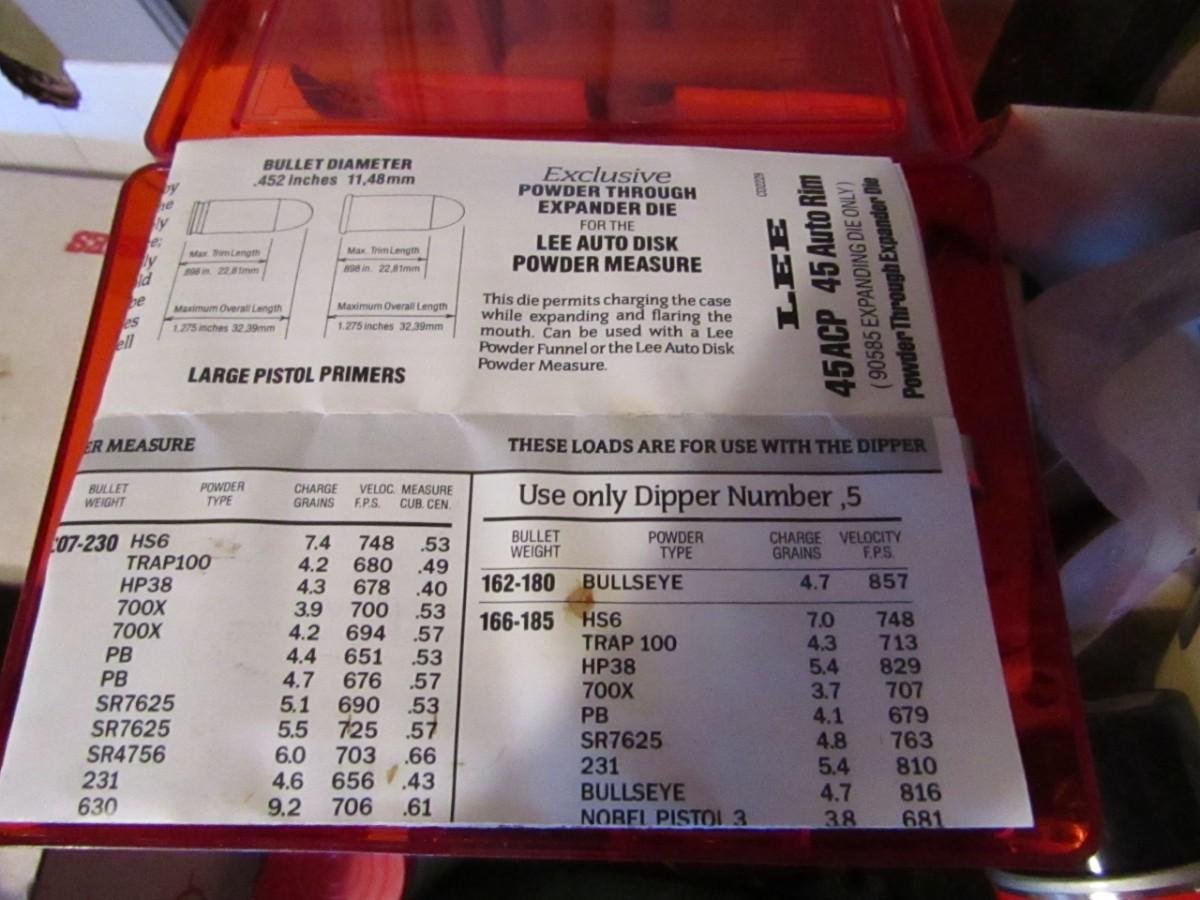 BULLET DIAMETER
.452 inches 11,48mm
Max. Trim Length
.898 in. 22,81mm
Maximum Overall Length
1.275 inches 32,39mm
Max. Trim Length
.898 in. 22,81mm
Maximum Overall Length
1.275 inches 32,39mm
LARGE PISTOL PRIMERS
Exclusive
POWDER THROUGH
EXPANDER DIE
FOR THE
LEE AUTO DISK
POWDER MEASURE
This die permits charging the case
while expanding and flaring the
mouth. Can be used with a Lee
Powder Funnel or the Lee Auto Disk
Powder Measure.
LEE
45ACP 45 Auto Rim
(90585 EXPANDING DIE ONLY)
Powder Through Expander Die
ER MEASURE
BULLET WEIGHT POWDER TYPE CHARGE GRAINS VELOC. F.P.S. MEASURE CUB. CEN.
07-230 HS6 7.4 748 .53
TRAP100 4.2 680 .49
HP38 4.3 678 .40
700X 3.9 700 .53
700X 4.2 694 .57
PB 4.4 651 .53
PB 4.7 676 .57
SR7625 5.1 690 .53
SR7625 5.5 725 .57
SR4756 6.0 703 .66
231 4.6 656 .43
630 9.2 706 .61
THESE LOADS ARE FOR USE WITH THE DIPPER
Use only Dipper Number ,5
BULLET WEIGHT POWDER TYPE CHARGE GRAINS VELOCITY F.P.S.
162-180 BULLSEYE 4.7 857
166-185 HS6 7.0 748
TRAP 100 4.3 713
HP38 5.4 829
700X 3.7 707
PB 4.1 679
SR7625 4.8 763
231 5.4 810
BULLSEYE 4.7 816
NOBEL PISTOL 3 3.8 681